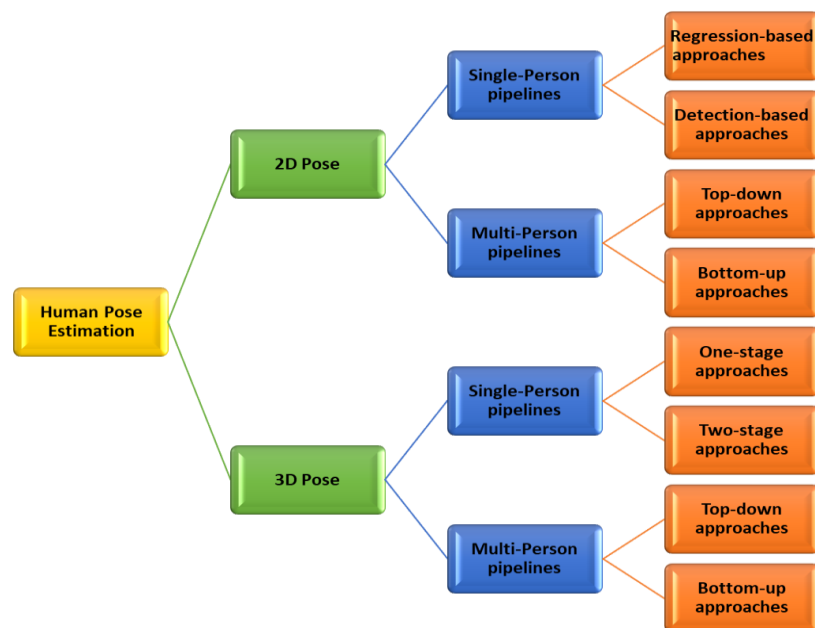 Human Pose
Estimation
2D Pose
3D Pose
Single-Person
pipelines
Multi-Person
pipelines
Single-Person
pipelines
Multi-Person
pipelines
Regression-based
approaches
Detection-based
approaches
Top-down
approaches
Bottom-up
approaches
One-stage
approaches
Two-stage
approaches
Top-down
approaches
Bottom-up
approaches